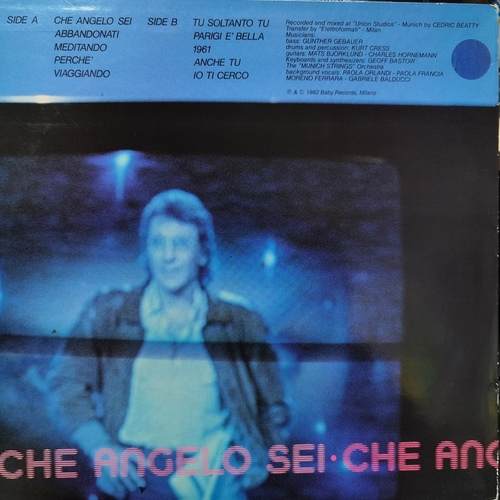 SIDE A
CHE ANGELO SEI
ABBANDONATI
MEDITANDO
PERCHE'
VIAGGIANDO
SIDE B
TU SOLTANTO TU
PARIGI E' BELLA
1961
ANCHE TU
IO TI CERCO
Recorded and mixed at "Union Studios" - Munich by CEDRIC BEATTY
Transfer by "Elettroformati" - Milan
Musicians:
bass: GÜNTHER GEBAUER
drums and percussion: KURT CRESS
guitars: MATS BJÖRKLUND - CHARLES HORNEMANN
Keyboards and synthesizers: GEOFF BASTOW
The "MUNICH STRINGS" Orchestra
background vocals: PAOLA ORLANDI - PAOLA FRANCIA
MORENO FERRARA - GABRIELE BALDUCCI
℗ & © 1982 Baby Records, Milano
CHE ANGELO SEI · CHE ANG